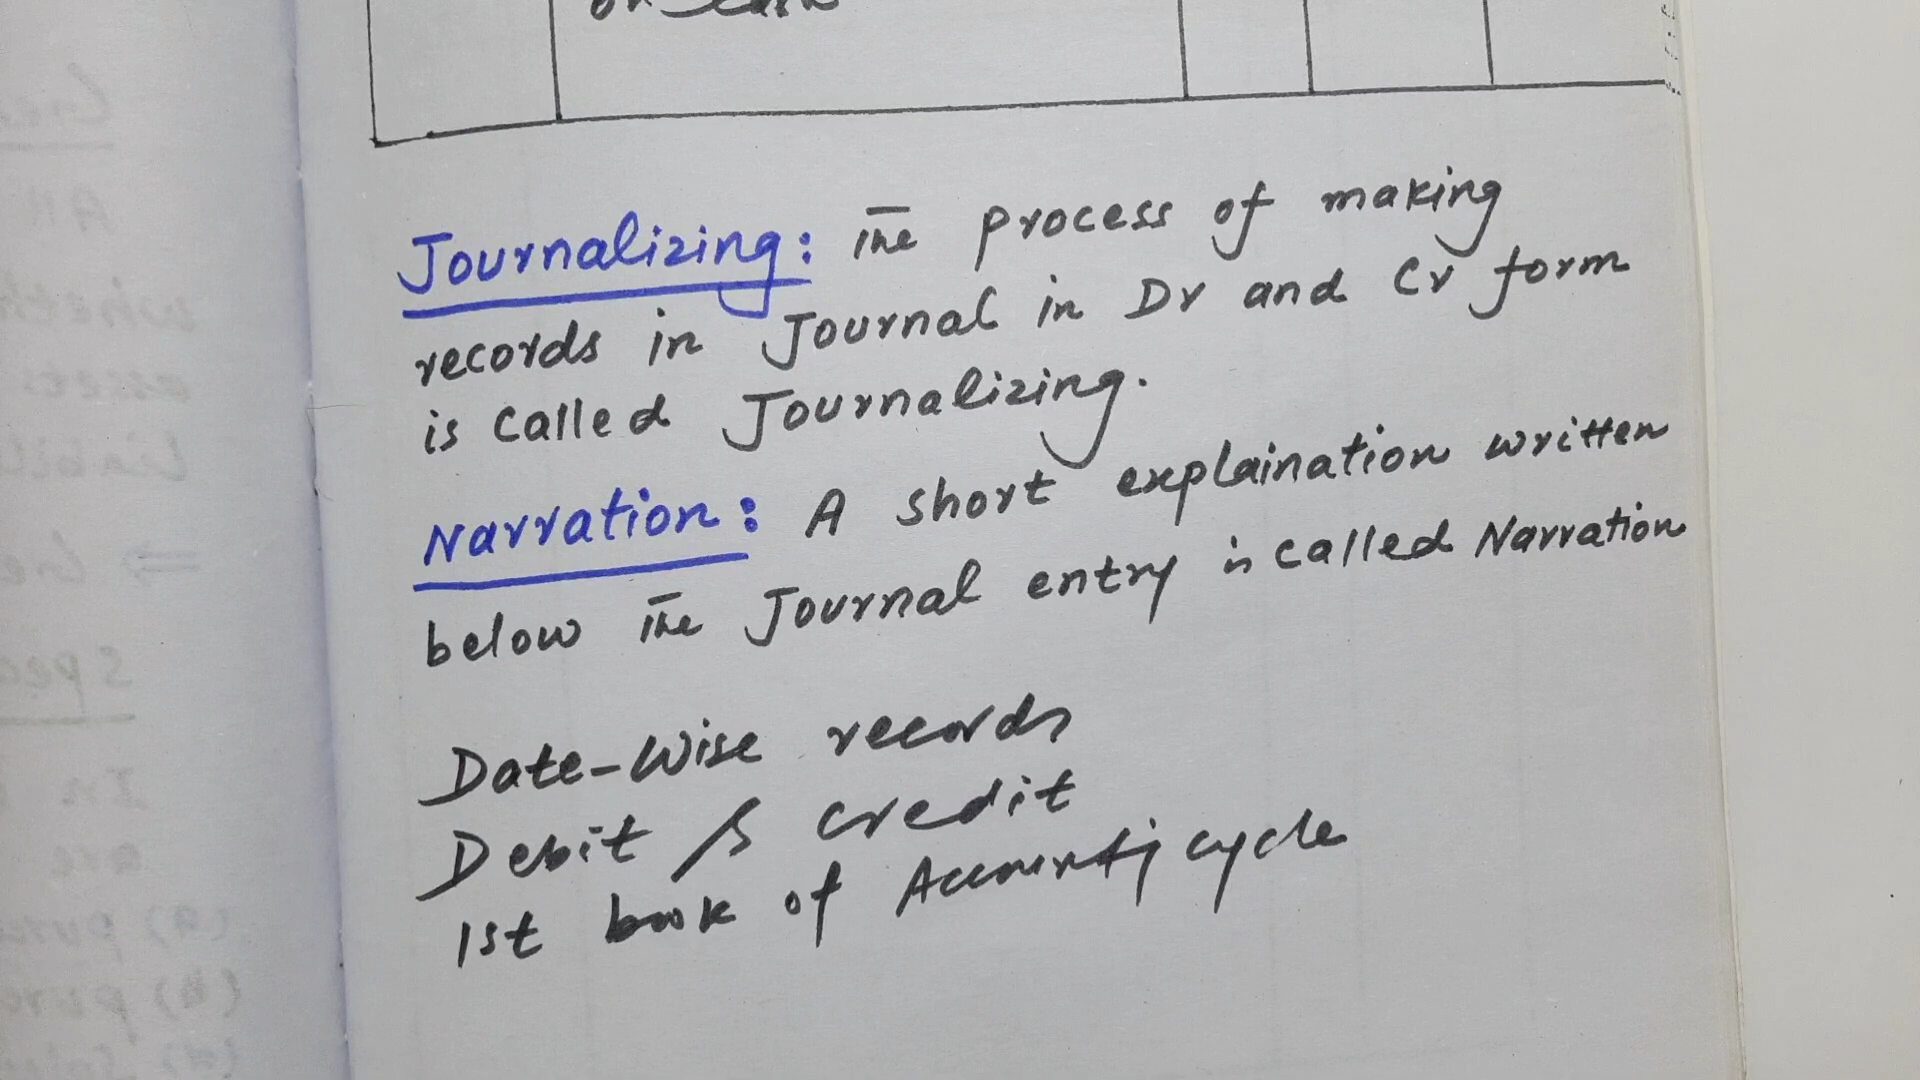 Journalizing: The process of making
records in Journal in Dr and Cr form
is called Journalizing.
Narration: A short explaination written
below the Journal entry is called Narration
Date-Wise records
Debit & credit
1st book of Accounting cycle